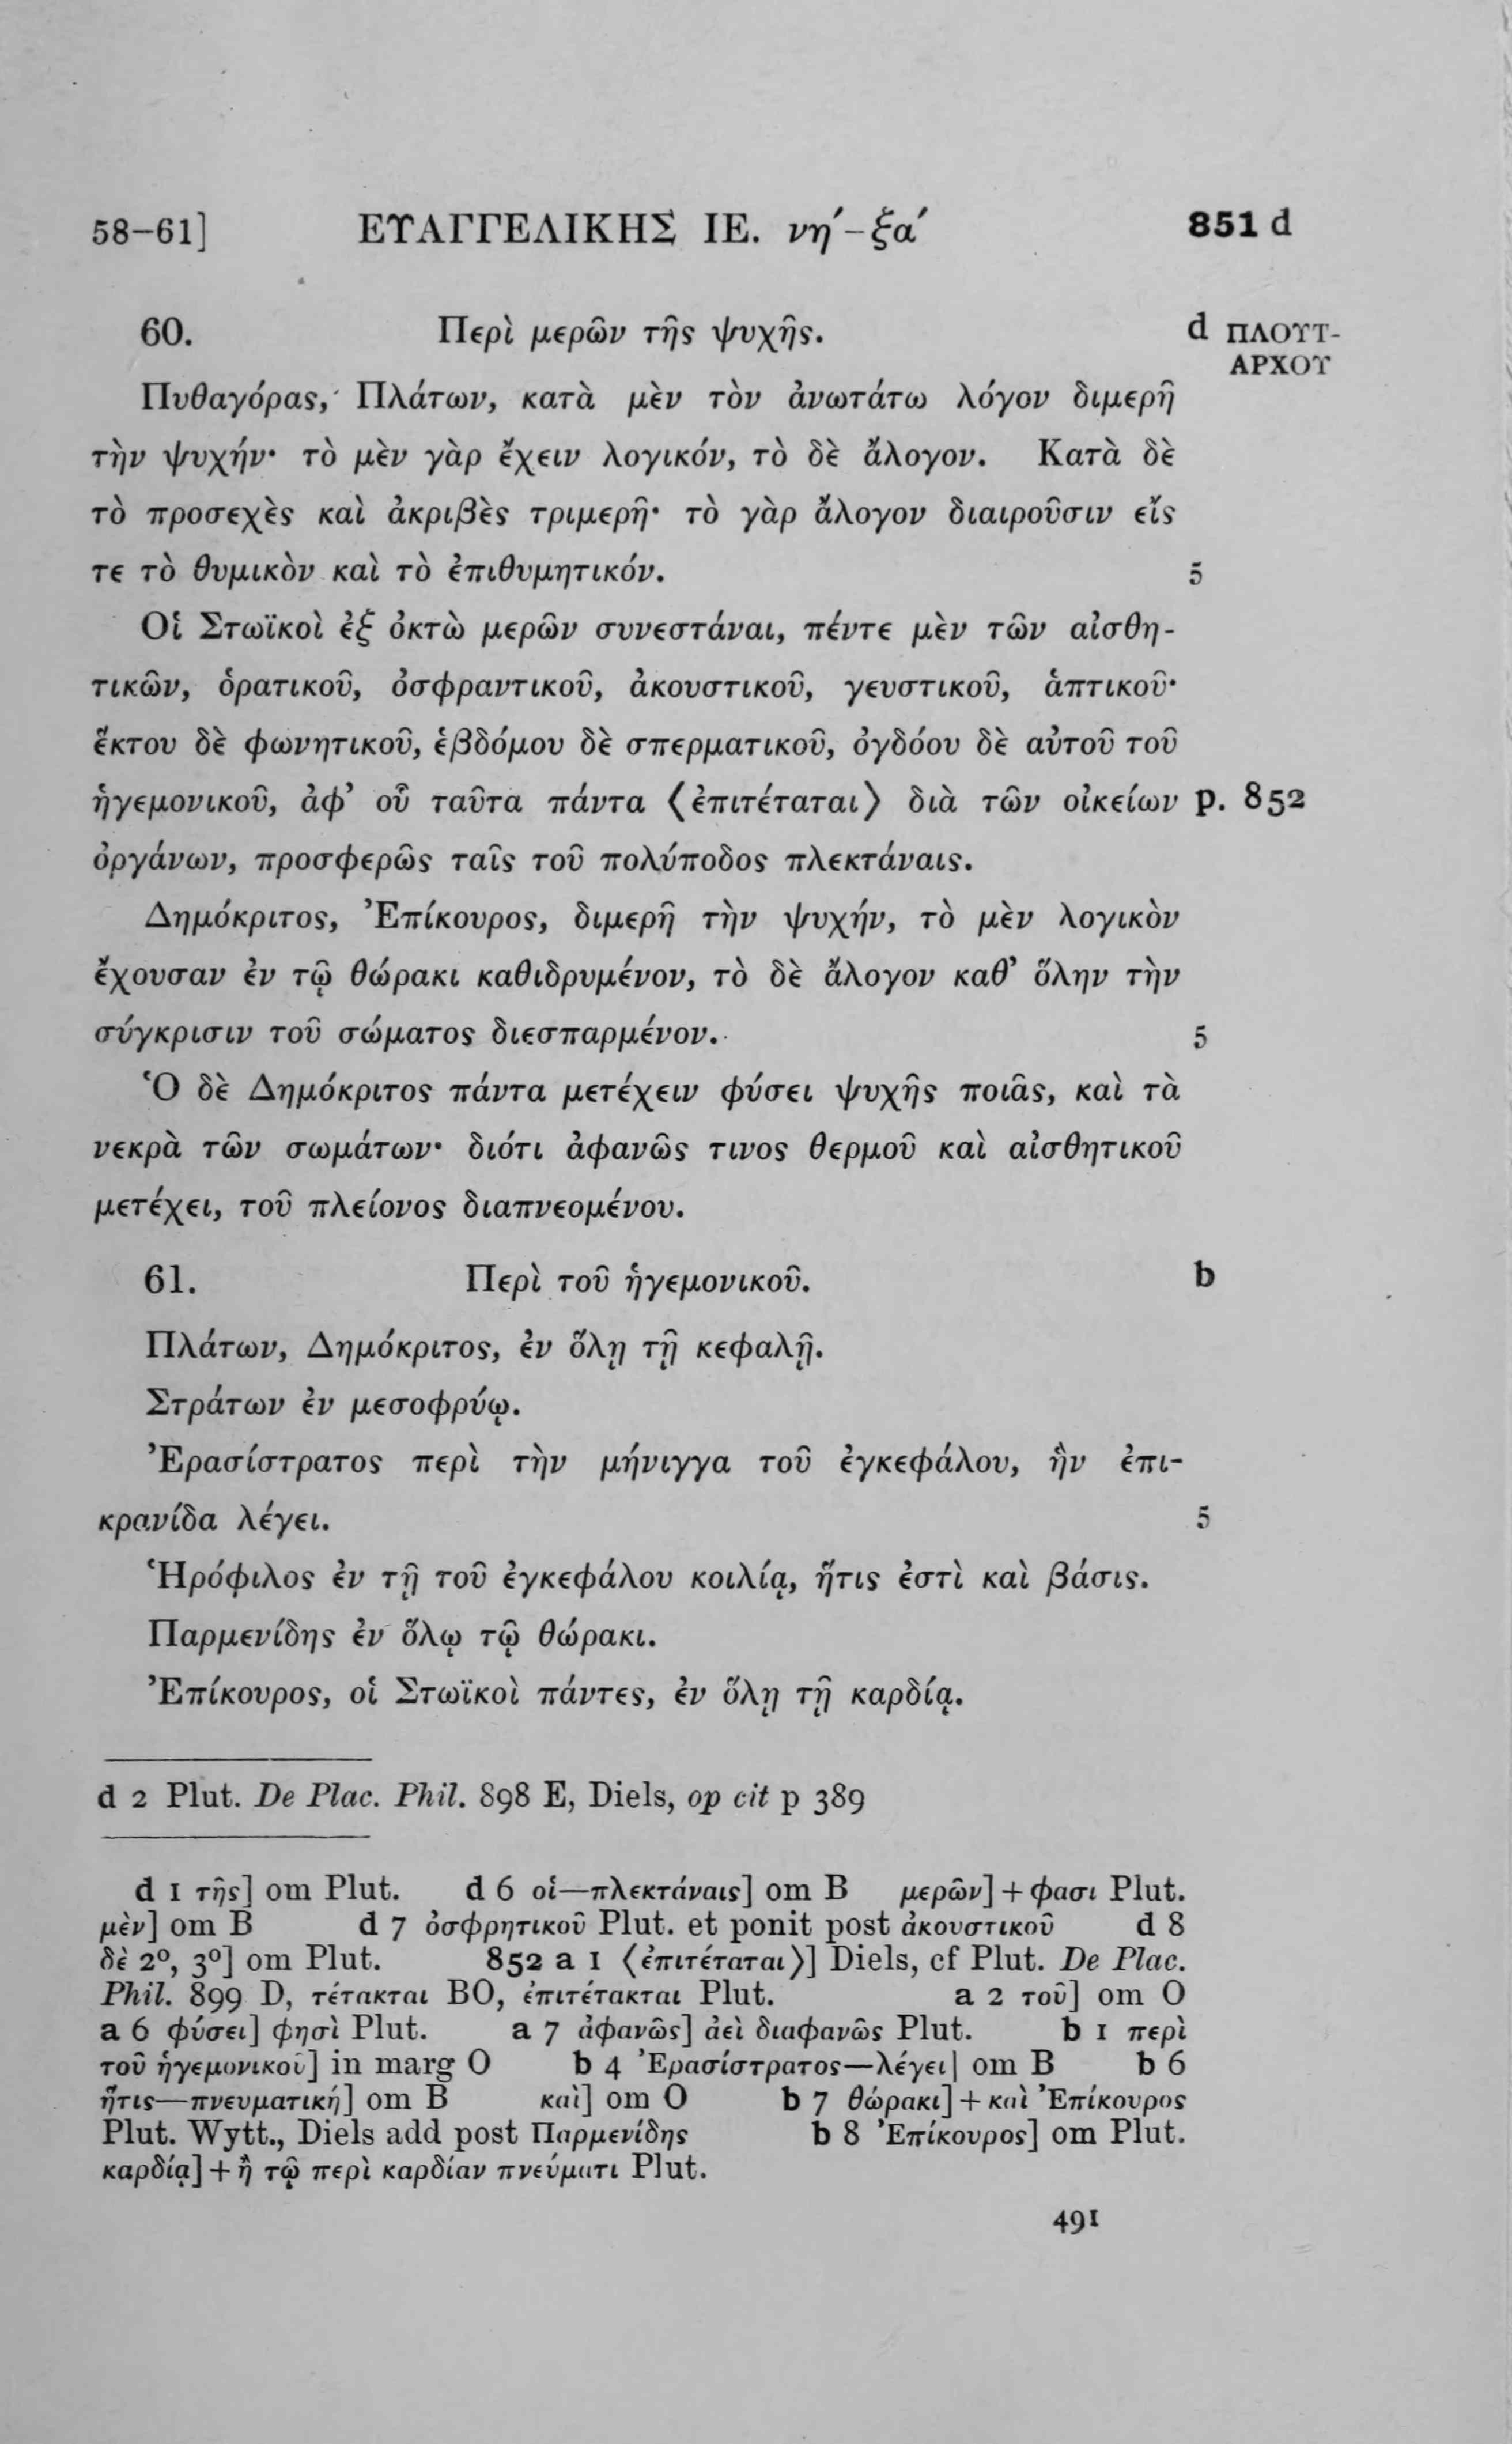 58–61] ΕΥΑΓΓΕΛΙΚΗΣ ΙΕ. νη´–ξα´ 851 d
60. Περὶ μερῶν τῆς ψυχῆς. d ΠΛΟΥΤ-
ΑΡΧΟΥ
Πυθαγόρας, Πλάτων, κατὰ μὲν τὸν ἀνωτάτω λόγον διμερῆ
τὴν ψυχήν· τὸ μὲν γὰρ ἔχειν λογικόν, τὸ δὲ ἄλογον. Κατὰ δὲ
τὸ προσεχὲς καὶ ἀκριβὲς τριμερῆ· τὸ γὰρ ἄλογον διαιροῦσιν εἴς
τε τὸ θυμικὸν καὶ τὸ ἐπιθυμητικόν. 5
Οἱ Στωϊκοὶ ἐξ ὀκτὼ μερῶν συνεστάναι, πέντε μὲν τῶν αἰσθη-
τικῶν, ὁρατικοῦ, ὀσφραντικοῦ, ἀκουστικοῦ, γευστικοῦ, ἁπτικοῦ·
ἕκτου δὲ φωνητικοῦ, ἑβδόμου δὲ σπερματικοῦ, ὀγδόου δὲ αὐτοῦ τοῦ
ἡγεμονικοῦ, ἀφ’ οὗ ταῦτα πάντα ⟨ἐπιτέταται⟩ διὰ τῶν οἰκείων p. 852
ὀργάνων, προσφερῶς ταῖς τοῦ πολύποδος πλεκτάναις.
Δημόκριτος, Ἐπίκουρος, διμερῆ τὴν ψυχήν, τὸ μὲν λογικὸν
ἔχουσαν ἐν τῷ θώρακι καθιδρυμένον, τὸ δὲ ἄλογον καθ’ ὅλην τὴν
σύγκρισιν τοῦ σώματος διεσπαρμένον. 5
Ὁ δὲ Δημόκριτος πάντα μετέχειν φύσει ψυχῆς ποιᾶς, καὶ τὰ
νεκρὰ τῶν σωμάτων· διότι ἀφανῶς τινος θερμοῦ καὶ αἰσθητικοῦ
μετέχει, τοῦ πλείονος διαπνεομένου.
61. Περὶ τοῦ ἡγεμονικοῦ. b
Πλάτων, Δημόκριτος, ἐν ὅλῃ τῇ κεφαλῇ.
Στράτων ἐν μεσοφρύῳ.
Ἐρασίστρατος περὶ τὴν μήνιγγα τοῦ ἐγκεφάλου, ἣν ἐπι-
κρανίδα λέγει. 5
Ἡρόφιλος ἐν τῇ τοῦ ἐγκεφάλου κοιλίᾳ, ἥτις ἐστὶ καὶ βάσις.
Παρμενίδης ἐν ὅλῳ τῷ θώρακι.
Ἐπίκουρος, οἱ Στωϊκοὶ πάντες, ἐν ὅλῃ τῇ καρδίᾳ.
d 2 Plut. De Plac. Phil. 898 E, Diels, op cit p 389
d 1 τῆς] om Plut. d 6 οἱ—πλεκτάναις] om B μερῶν] + φασι Plut.
μὲν] om B d 7 ὀσφρητικοῦ Plut. et ponit post ἀκουστικοῦ d 8
δὲ 2º, 3º] om Plut. 852 a 1 ⟨ἐπιτέταται⟩] Diels, cf Plut. De Plac.
Phil. 899 D, τέτακται BO, ἐπιτέτακται Plut. a 2 τοῦ] om O
a 6 φύσει] φησὶ Plut. a 7 ἀφανῶς] ἀεὶ διαφανῶς Plut. b 1 περὶ
τοῦ ἡγεμονικοῦ] in marg O b 4 Ἐρασίστρατος—λέγει] om B b 6
ἥτις—πνευματική] om B καὶ] om O b 7 θώρακι] + καὶ Ἐπίκουρος
Plut. Wytt., Diels add post Παρμενίδης b 8 Ἐπίκουρος] om Plut.
καρδίᾳ] + ἢ τῷ περὶ καρδίαν πνεύματι Plut.
491